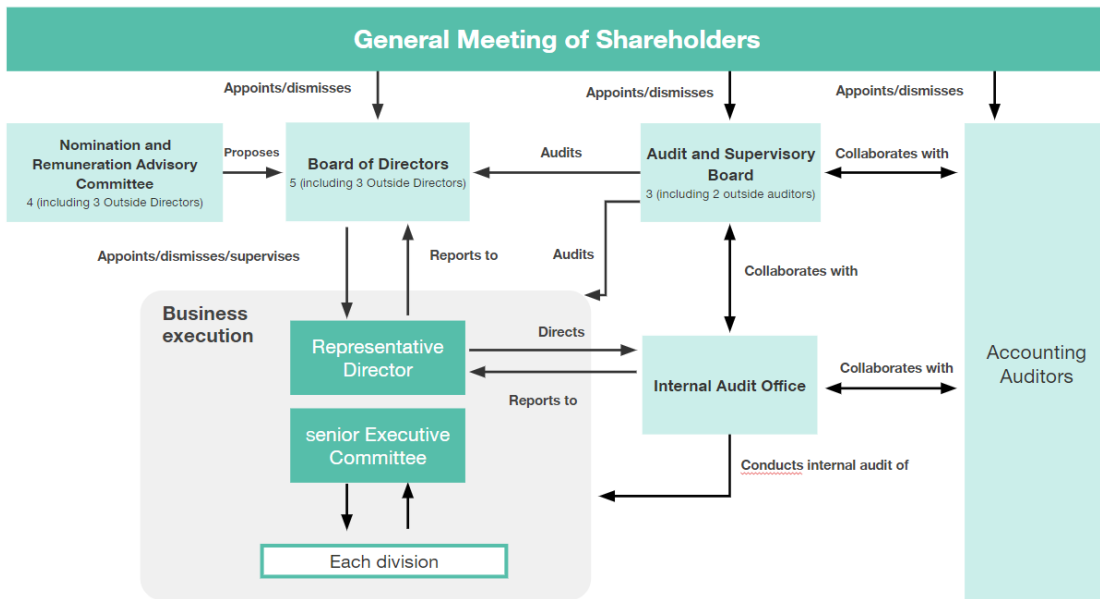 General Meeting of Shareholders
Appoints/dismisses
Appoints/dismisses
Appoints/dismisses
Nomination and
Remuneration Advisory
Committee
4 (including 3 Outside Directors)
Proposes
Board of Directors
5 (including 3 Outside Directors)
Audits
Audit and Supervisory
Board
3 (including 2 outside auditors)
Collaborates with
Appoints/dismisses/supervises
Reports to
Audits
Collaborates with
Business
execution
Representative
Director
Directs
Reports to
Internal Audit Office
Collaborates with
Accounting
Auditors
senior Executive
Committee
Conducts internal audit of
Each division